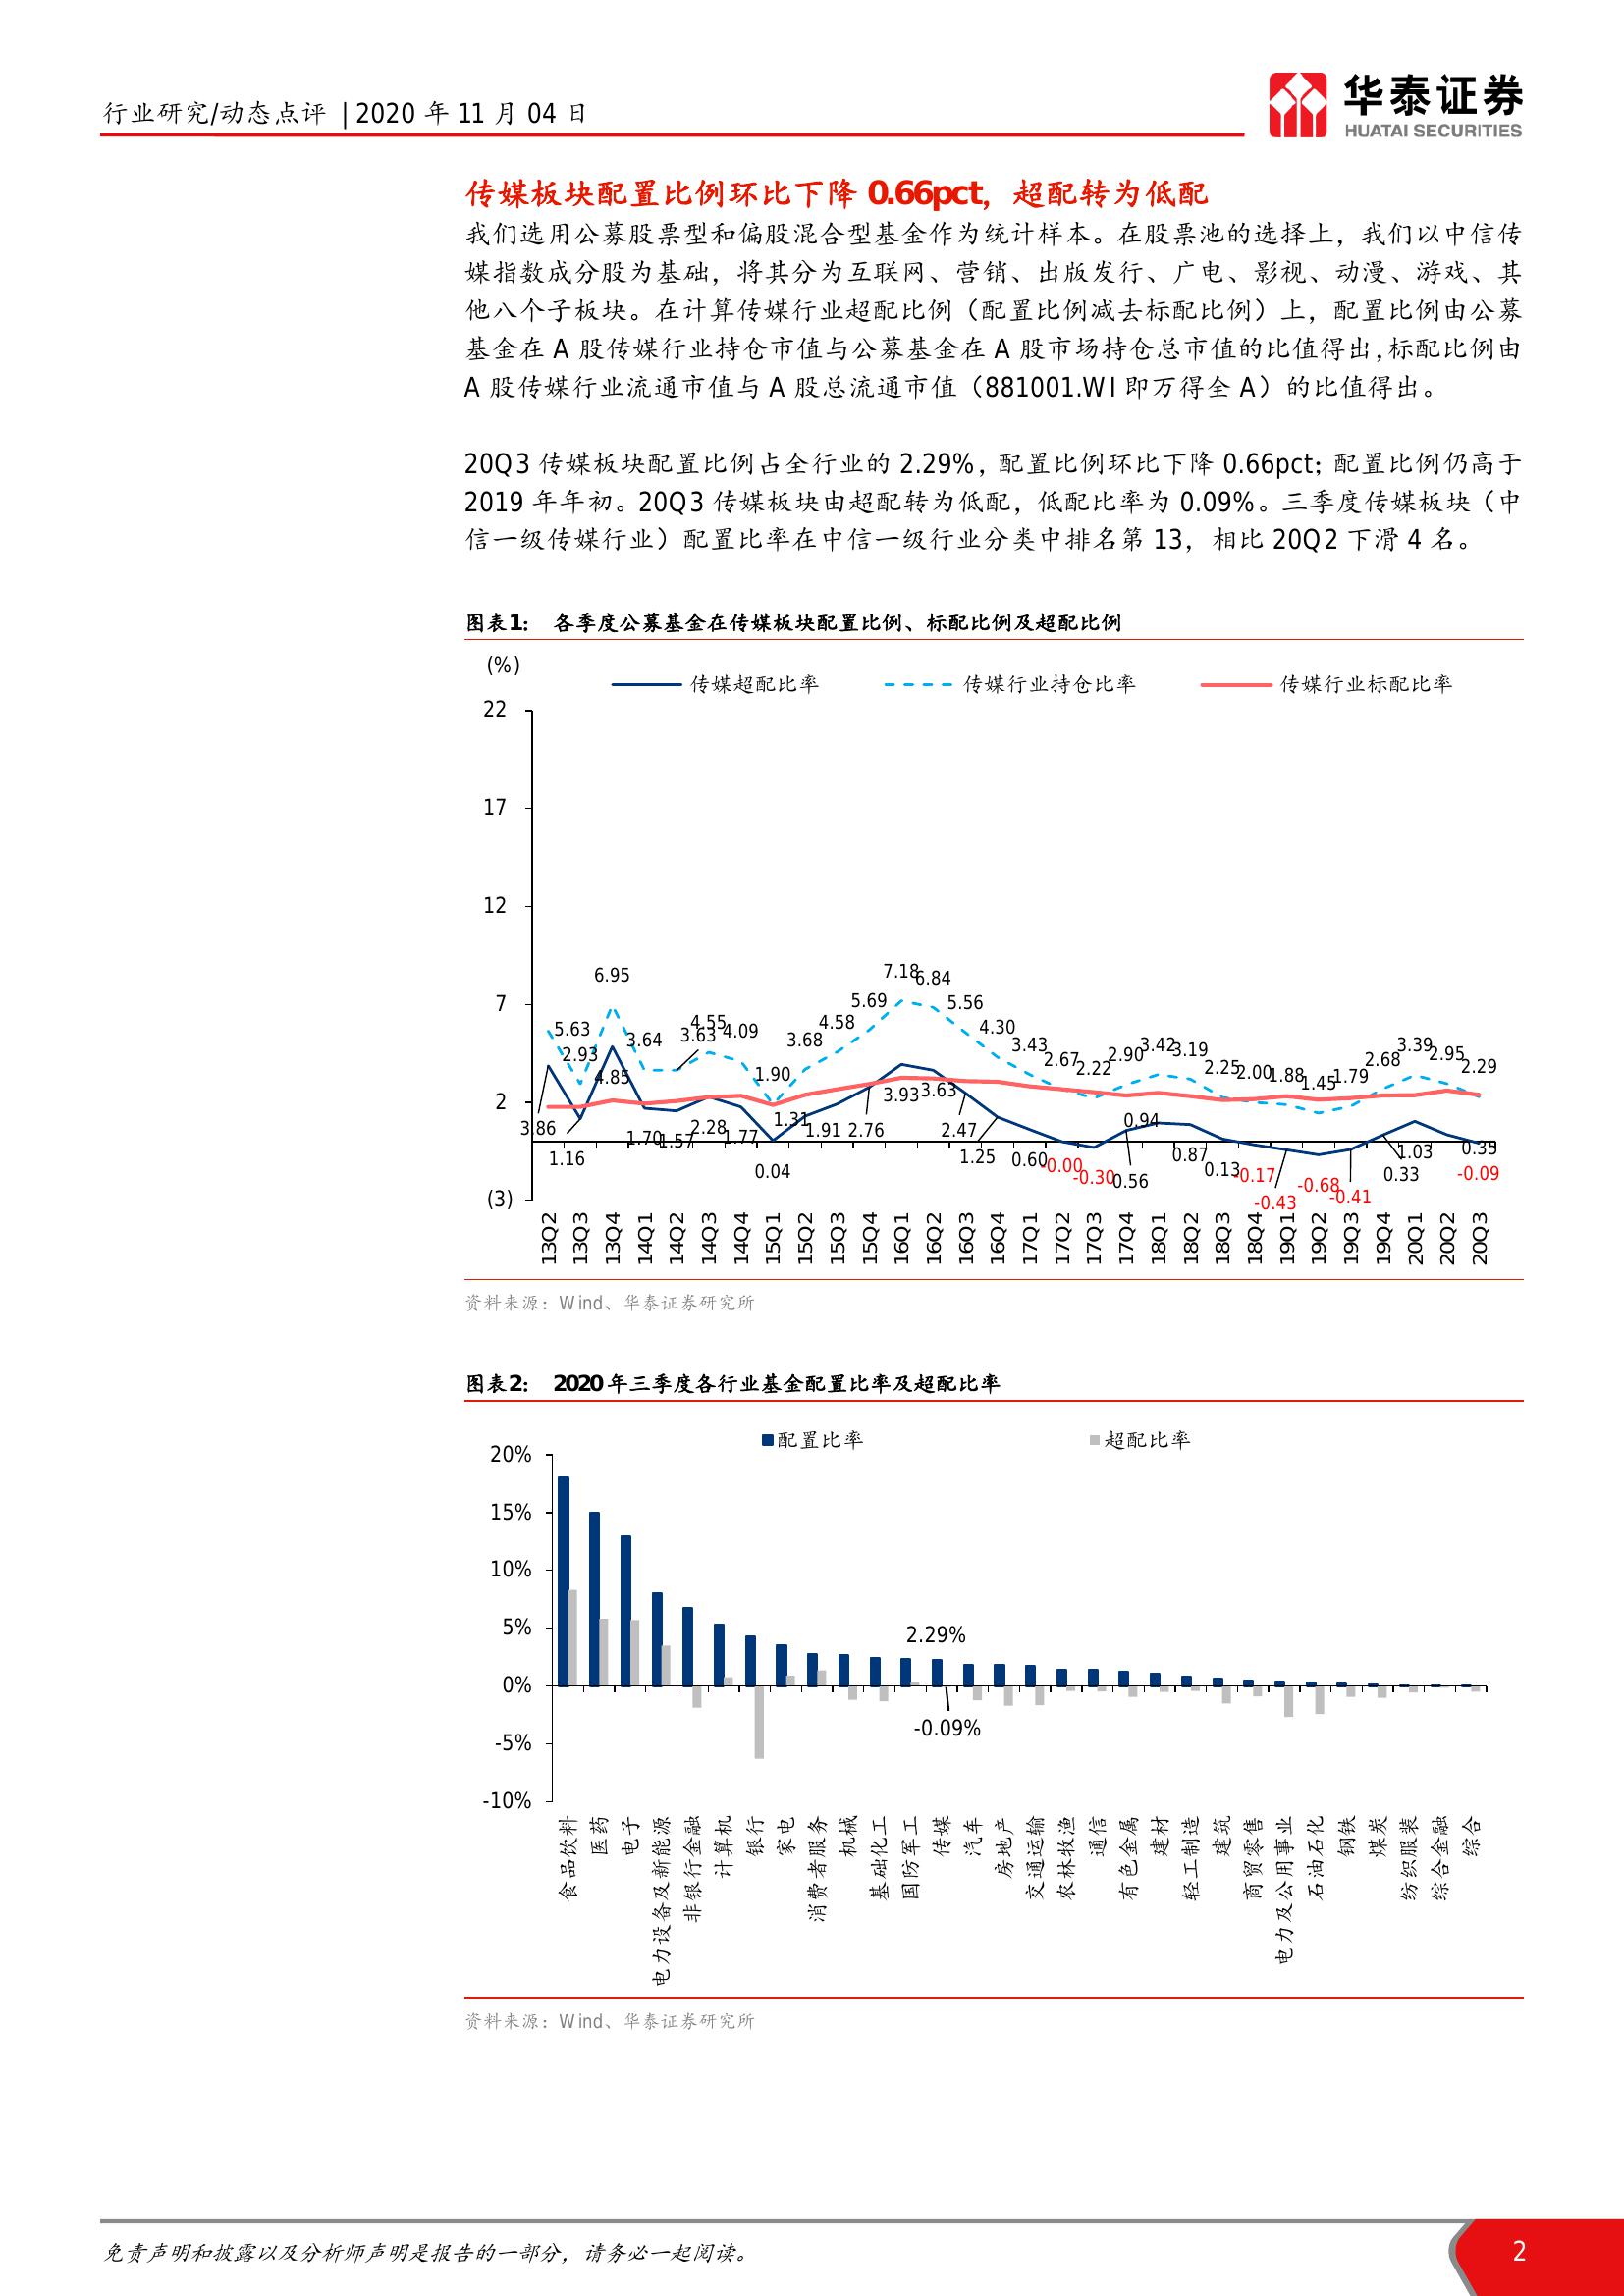 行业研究/动态点评 | 2020 年 11 月 04 日
华泰证券
HUATAI SECURITIES
传媒板块配置比例环比下降 0.66pct，超配转为低配
我们选用公募股票型和偏股混合型基金作为统计样本。在股票池的选择上，我们以中信传
媒指数成分股为基础，将其分为互联网、营销、出版发行、广电、影视、动漫、游戏、其
他八个子板块。在计算传媒行业超配比例（配置比例减去标配比例）上，配置比例由公募
基金在 A 股传媒行业持仓市值与公募基金在 A 股市场持仓总市值的比值得出，标配比例由
A 股传媒行业流通市值与 A 股总流通市值（881001.WI 即万得全 A）的比值得出。
20Q3 传媒板块配置比例占全行业的 2.29%，配置比例环比下降 0.66pct；配置比例仍高于
2019 年年初。20Q3 传媒板块由超配转为低配，低配比率为 0.09%。三季度传媒板块（中
信一级传媒行业）配置比率在中信一级行业分类中排名第 13，相比 20Q2 下滑 4 名。
图表1： 各季度公募基金在传媒板块配置比例、标配比例及超配比例
(%)
传媒超配比率 传媒行业持仓比率 传媒行业标配比率
22
17
12
7
2
(3)
5.63 2.93 6.95 3.64 3.63 4.55 4.09 1.90 3.68 4.58 5.69 7.18 6.84 5.56 4.30 3.43 2.67 2.22 2.90 3.42 3.19 2.25 2.00 1.88 1.45 1.79 2.68 3.39 2.95 2.29
3.86 1.16 4.85 1.70 1.57 2.28 1.77 0.04 1.31 1.91 2.76 3.93 3.63 2.47 1.25 0.60 -0.00 -0.30 0.56 0.94 0.87 0.13 -0.17 -0.43 -0.68 -0.41 0.33 1.03 0.35 -0.09
13Q2 13Q3 13Q4 14Q1 14Q2 14Q3 14Q4 15Q1 15Q2 15Q3 15Q4 16Q1 16Q2 16Q3 16Q4 17Q1 17Q2 17Q3 17Q4 18Q1 18Q2 18Q3 18Q4 19Q1 19Q2 19Q3 19Q4 20Q1 20Q2 20Q3
资料来源：Wind、华泰证券研究所
图表2： 2020 年三季度各行业基金配置比率及超配比率
配置比率 超配比率
20%
15%
10%
5%
0%
-5%
-10%
2.29%
-0.09%
食品饮料 医药 电子 电力设备及新能源 非银行金融 计算机 银行 家电 消费者服务 机械 基础化工 国防军工 传媒 汽车 房地产 交通运输 农林牧渔 通信 有色金属 建材 轻工制造 建筑 商贸零售 电力及公用事业 石油石化 钢铁 煤炭 纺织服装 综合金融 综合
资料来源：Wind、华泰证券研究所
免责声明和披露以及分析师声明是报告的一部分，请务必一起阅读。
2